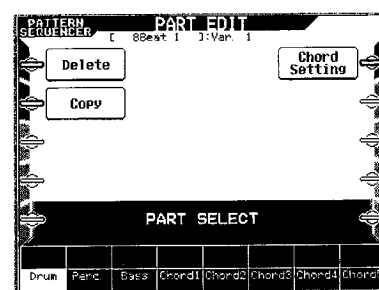 PATTERN SEQUENCER PART EDIT
[ 8Beat 1 ]:Var. 1
Delete
Chord Setting
Copy
PART SELECT
Drum Perc. Bass Chord1 Chord2 Chord3 Chord4 Chord5